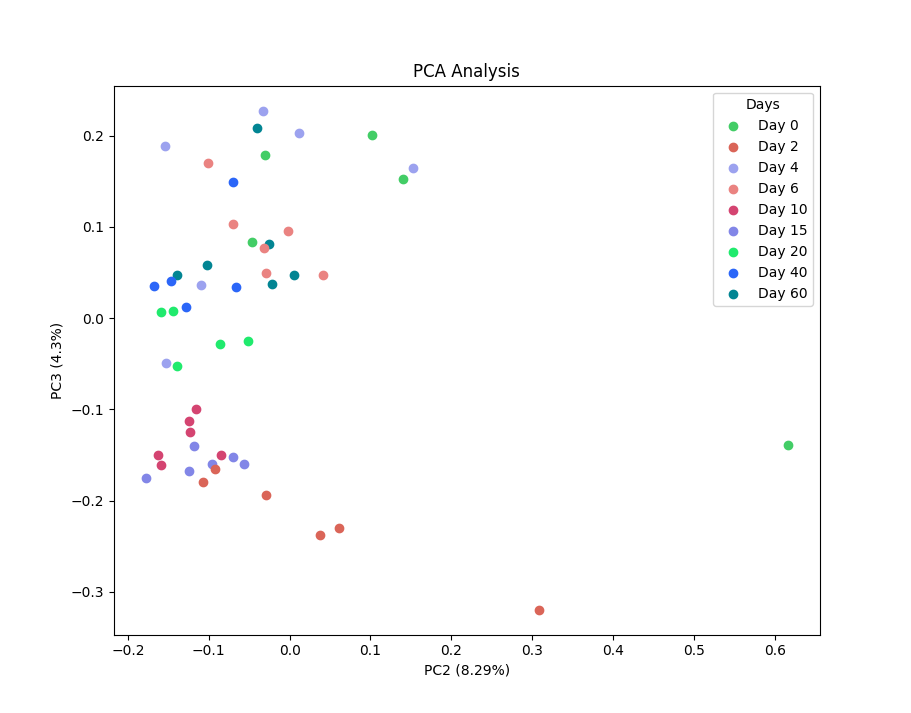 PCA Analysis
Days
Day 0
Day 2
Day 4
Day 6
Day 10
Day 15
Day 20
Day 40
Day 60
0.2
0.1
0.0
−0.1
−0.2
−0.3
PC3 (4.3%)
−0.2 −0.1 0.0 0.1 0.2 0.3 0.4 0.5 0.6
PC2 (8.29%)